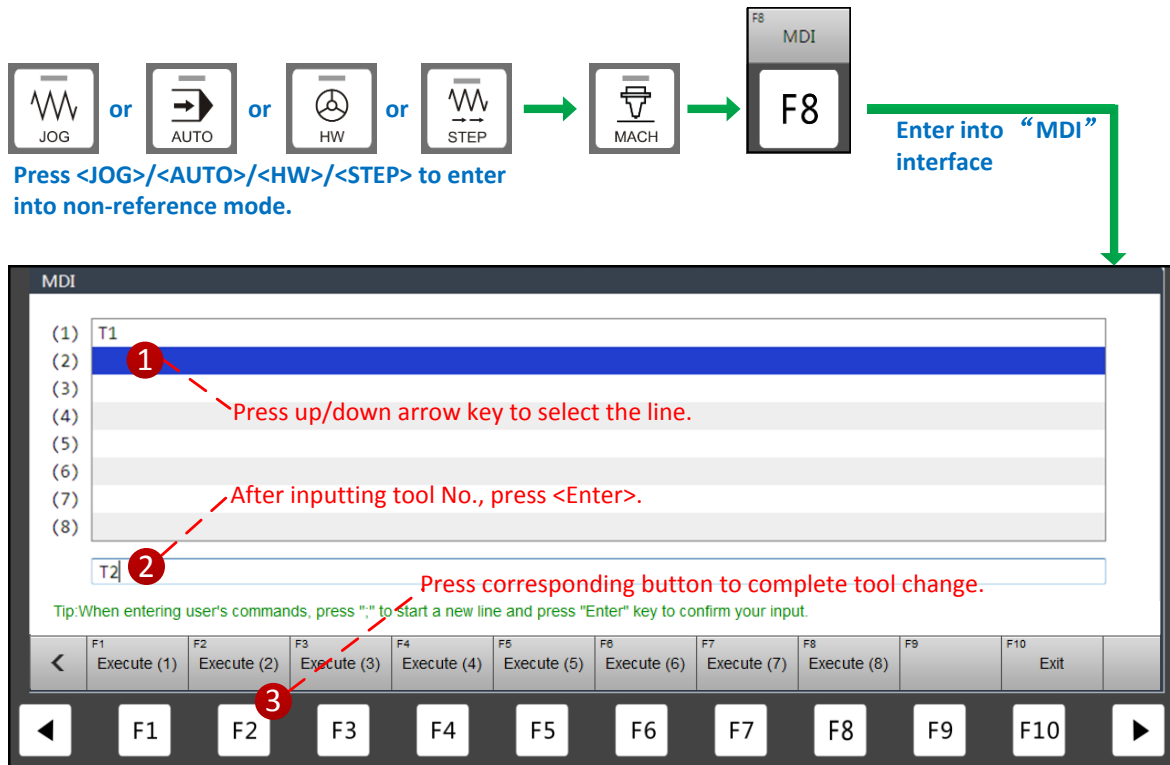 F8
MDI
F8
JOG
or
AUTO
or
HW
or
STEP
MACH
Enter into “MDI”
interface
Press <JOG>/<AUTO>/<HW>/<STEP> to enter
into non-reference mode.
MDI
(1) T1
(2)
1
(3)
Press up/down arrow key to select the line.
(4)
(5)
(6)
After inputting tool No., press <Enter>.
(7)
(8)
T2
2
Press corresponding button to complete tool change.
Tip:When entering user's commands, press ";" to start a new line and press "Enter" key to confirm your input.
F1 F2 F3 F4 F5 F6 F7 F8 F9 F10
< Execute (1) Execute (2) Execute (3) Execute (4) Execute (5) Execute (6) Execute (7) Execute (8) Exit
3
F1 F2 F3 F4 F5 F6 F7 F8 F9 F10